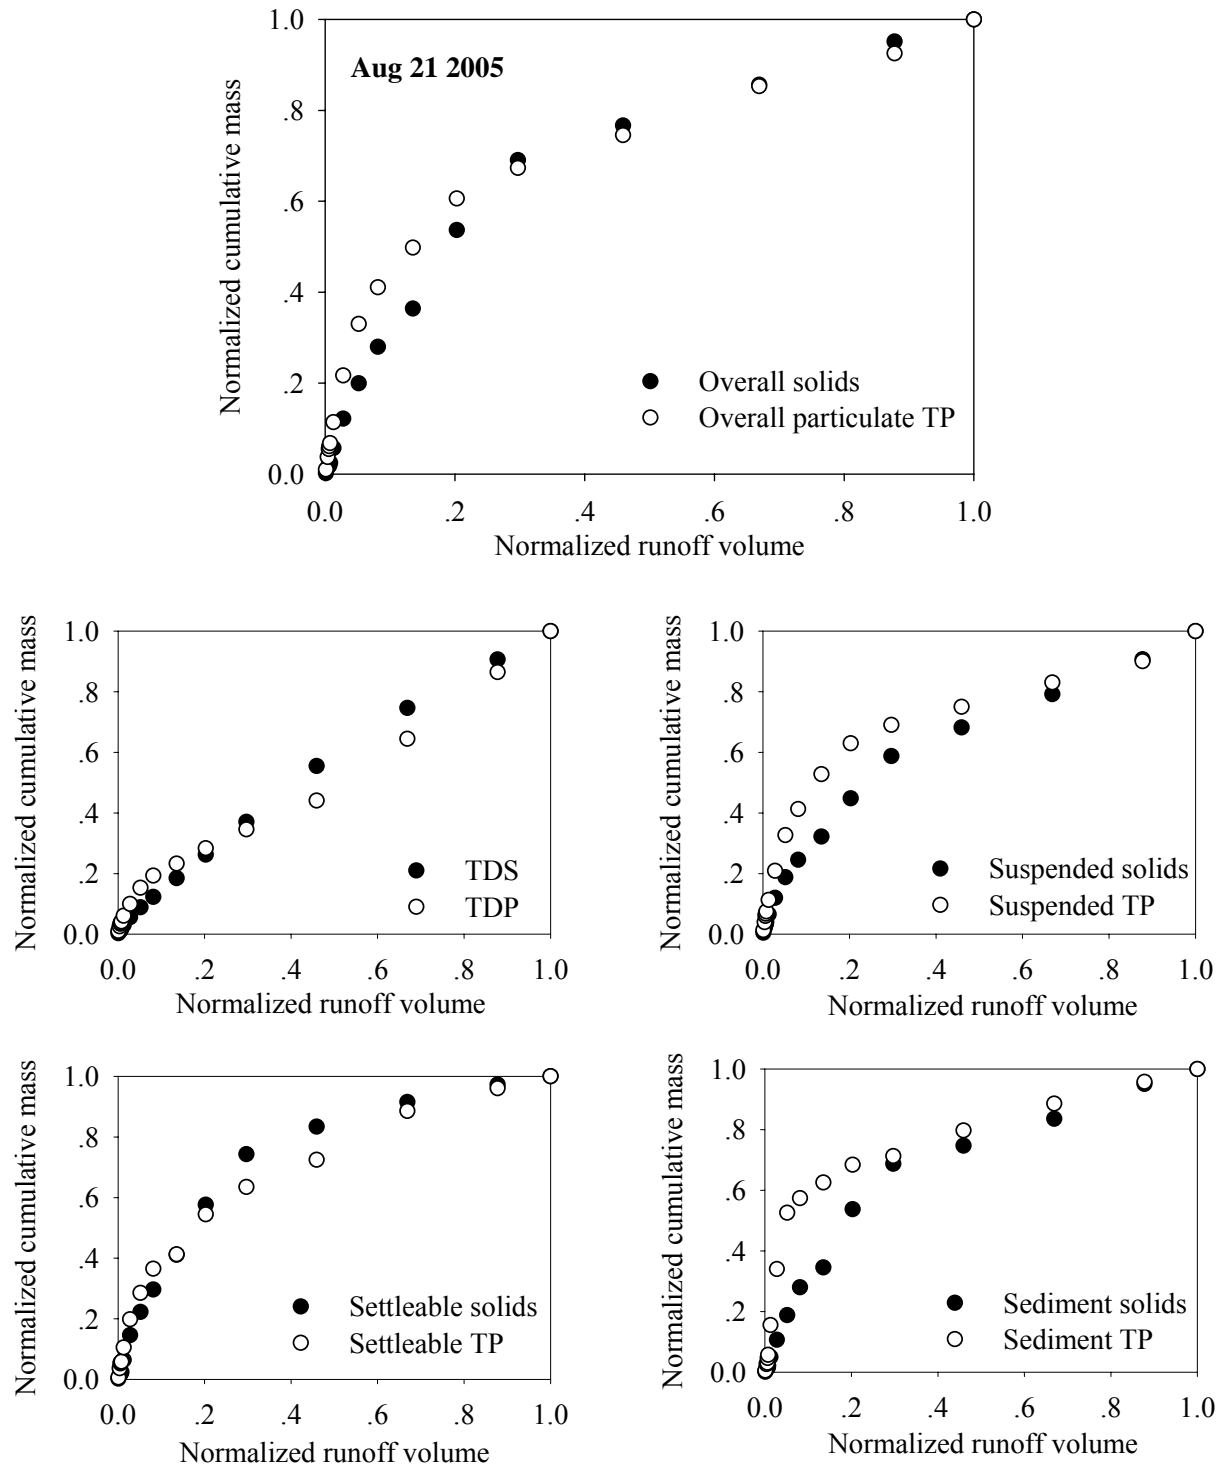 Aug 21 2005
Normalized cumulative mass
1.0
.8
.6
.4
.2
0.0
Overall solids
Overall particulate TP
0.0 .2 .4 .6 .8 1.0
Normalized runoff volume
Normalized cumulative mass
1.0
.8
.6
.4
.2
0.0
TDS
TDP
0.0 .2 .4 .6 .8 1.0
Normalized runoff volume
Normalized cumulative mass
1.0
.8
.6
.4
.2
0.0
Suspended solids
Suspended TP
0.0 .2 .4 .6 .8 1.0
Normalized runoff volume
Normalized cumulative mass
1.0
.8
.6
.4
.2
0.0
Settleable solids
Settleable TP
0.0 .2 .4 .6 .8 1.0
Normalized runoff volume
Normalized cumulative mass
1.0
.8
.6
.4
.2
0.0
Sediment solids
Sediment TP
0.0 .2 .4 .6 .8 1.0
Normalized runoff volume